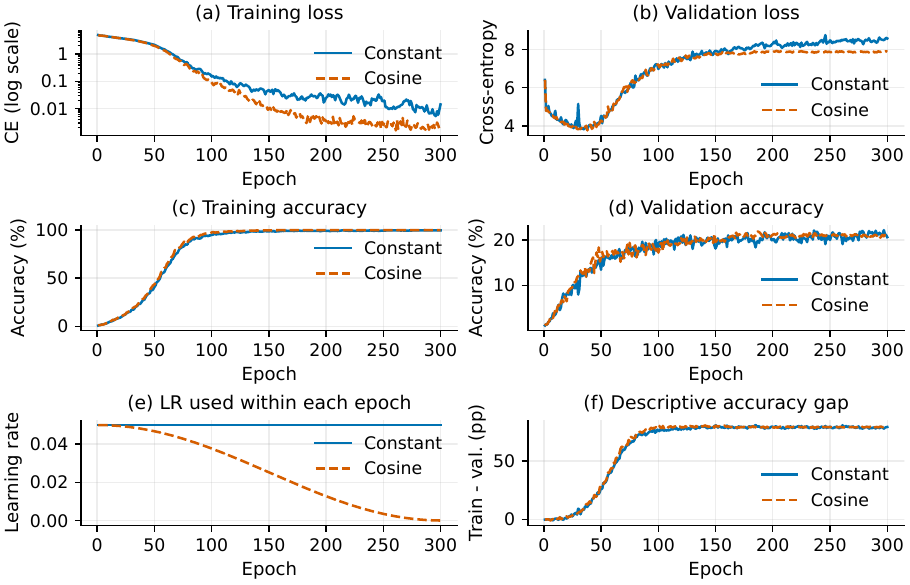 (a) Training loss
CE (log scale)
1
0.1
0.01
Constant
Cosine
0 50 100 150 200 250 300
Epoch
(b) Validation loss
Cross-entropy
8
6
4
Constant
Cosine
0 50 100 150 200 250 300
Epoch
(c) Training accuracy
Accuracy (%)
100
50
0
Constant
Cosine
0 50 100 150 200 250 300
Epoch
(d) Validation accuracy
Accuracy (%)
20
10
Constant
Cosine
0 50 100 150 200 250 300
Epoch
(e) LR used within each epoch
Learning rate
0.04
0.02
0.00
Constant
Cosine
0 50 100 150 200 250 300
Epoch
(f) Descriptive accuracy gap
Train - val. (pp)
50
0
Constant
Cosine
0 50 100 150 200 250 300
Epoch